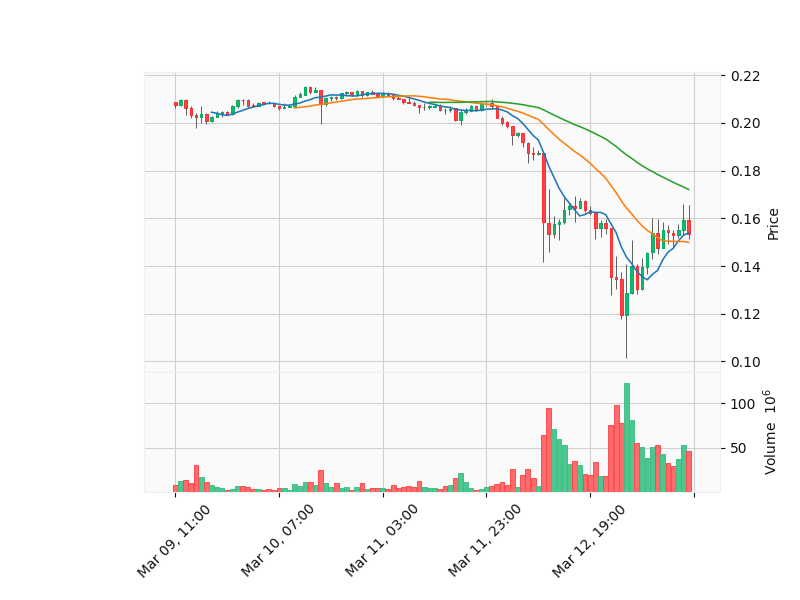 0.22
0.20
0.18
0.16
0.14
0.12
0.10
Price
100
50
Volume 10^6
Mar 09, 11:00
Mar 10, 07:00
Mar 11, 03:00
Mar 11, 23:00
Mar 12, 19:00